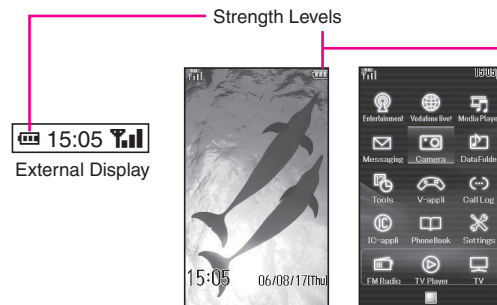 Strength Levels
15:05
External Display
15:05
06/08/17(Thu)
15:05
Entertainment Vodafone live! Media Player
Messaging Camera DataFolder
Tools V-appli Call Log
IC-appli PhoneBook Settings
FM Radio TV Player TV